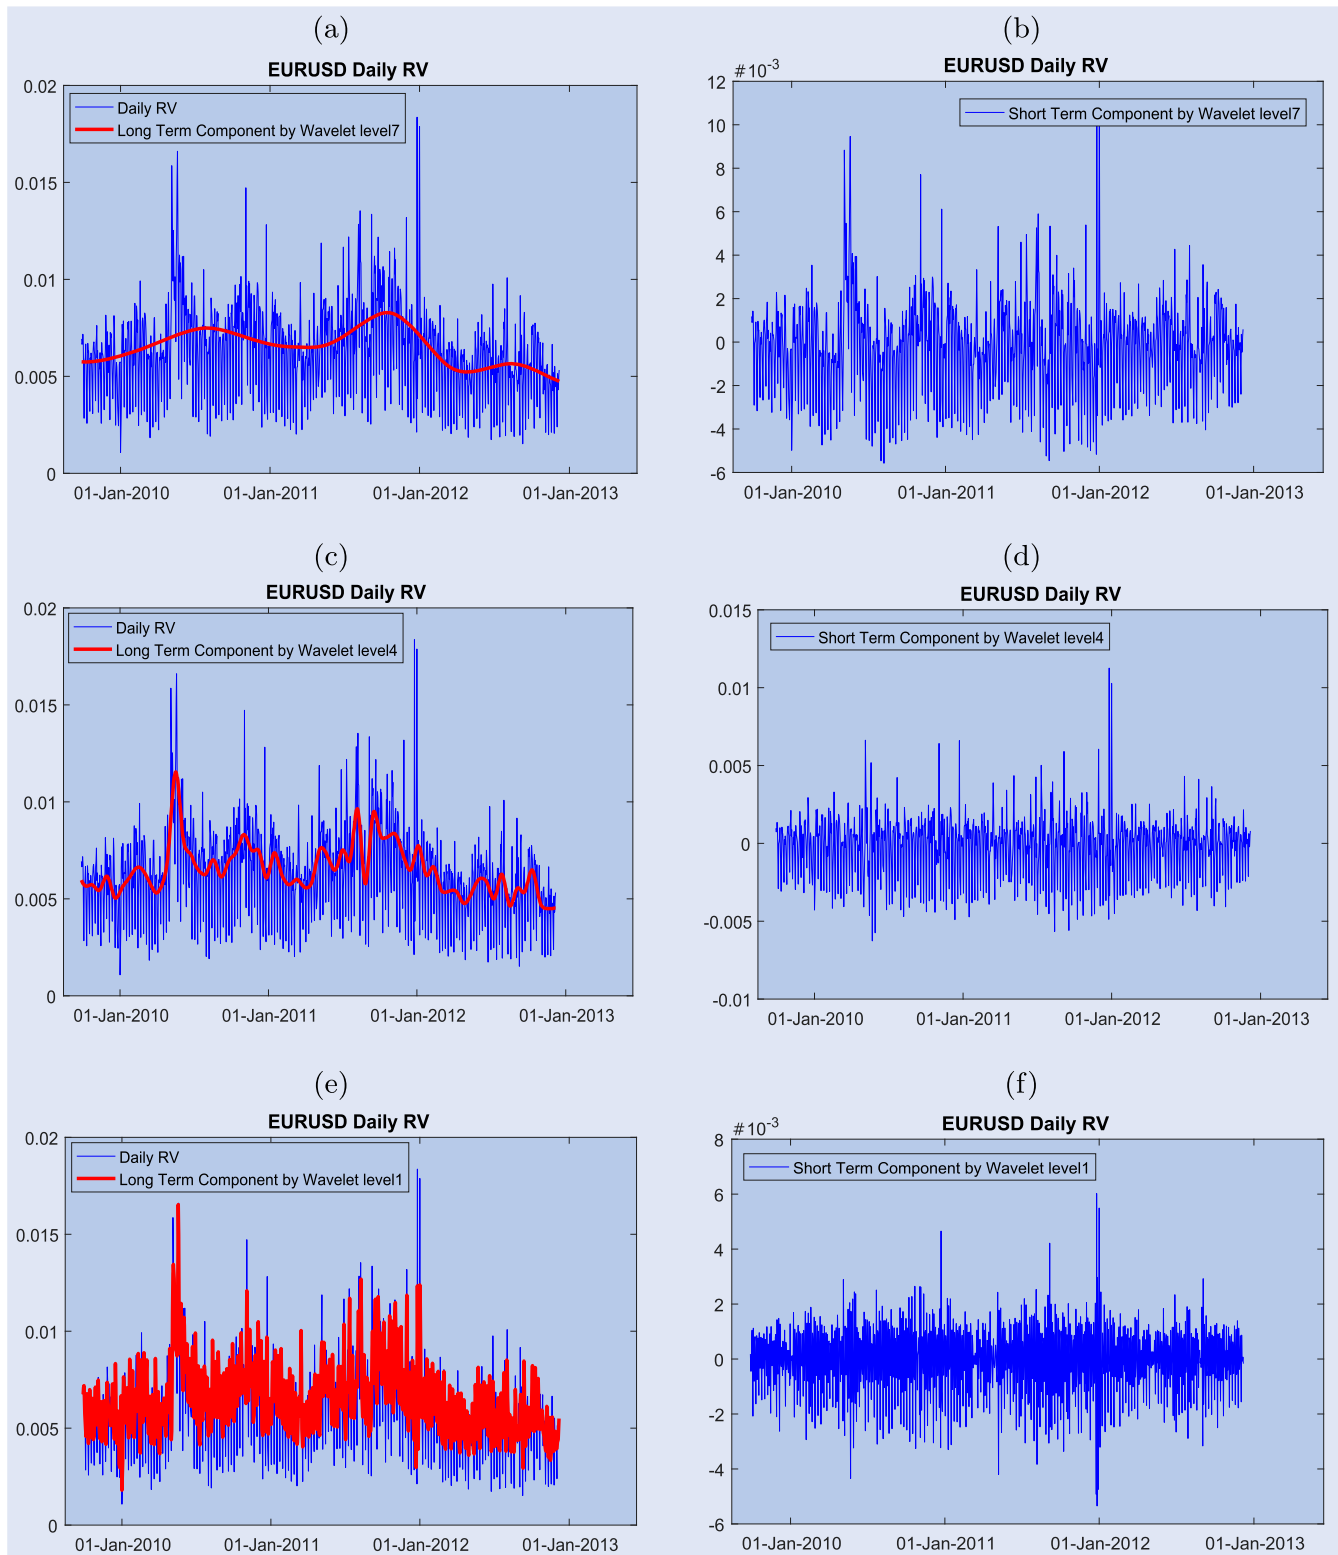 (a)
EURUSD Daily RV
0.02
0.015
0.01
0.005
0
Daily RV
Long Term Component by Wavelet level7
01-Jan-2010
01-Jan-2011
01-Jan-2012
01-Jan-2013
(b)
EURUSD Daily RV
#10-3
12
10
8
6
4
2
0
-2
-4
-6
Short Term Component by Wavelet level7
01-Jan-2010
01-Jan-2011
01-Jan-2012
01-Jan-2013
(c)
EURUSD Daily RV
0.02
0.015
0.01
0.005
0
Daily RV
Long Term Component by Wavelet level4
01-Jan-2010
01-Jan-2011
01-Jan-2012
01-Jan-2013
(d)
EURUSD Daily RV
0.015
0.01
0.005
0
-0.005
-0.01
Short Term Component by Wavelet level4
01-Jan-2010
01-Jan-2011
01-Jan-2012
01-Jan-2013
(e)
EURUSD Daily RV
0.02
0.015
0.01
0.005
0
Daily RV
Long Term Component by Wavelet level1
01-Jan-2010
01-Jan-2011
01-Jan-2012
01-Jan-2013
(f)
EURUSD Daily RV
#10-3
8
6
4
2
0
-2
-4
-6
Short Term Component by Wavelet level1
01-Jan-2010
01-Jan-2011
01-Jan-2012
01-Jan-2013